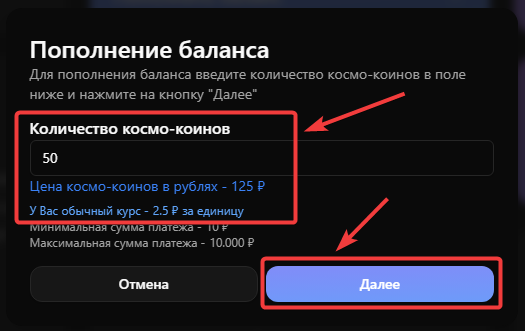 Пополнение баланса
Для пополнения баланса введите количество космо-коинов в поле
ниже и нажмите на кнопку "Далее"
Количество космо-коинов
50
Цена космо-коинов в рублях - 125 ₽
У Вас обычный курс - 2.5 ₽ за единицу
Минимальная сумма платежа - 10 ₽
Максимальная сумма платежа - 10.000 ₽
Отмена
Далее